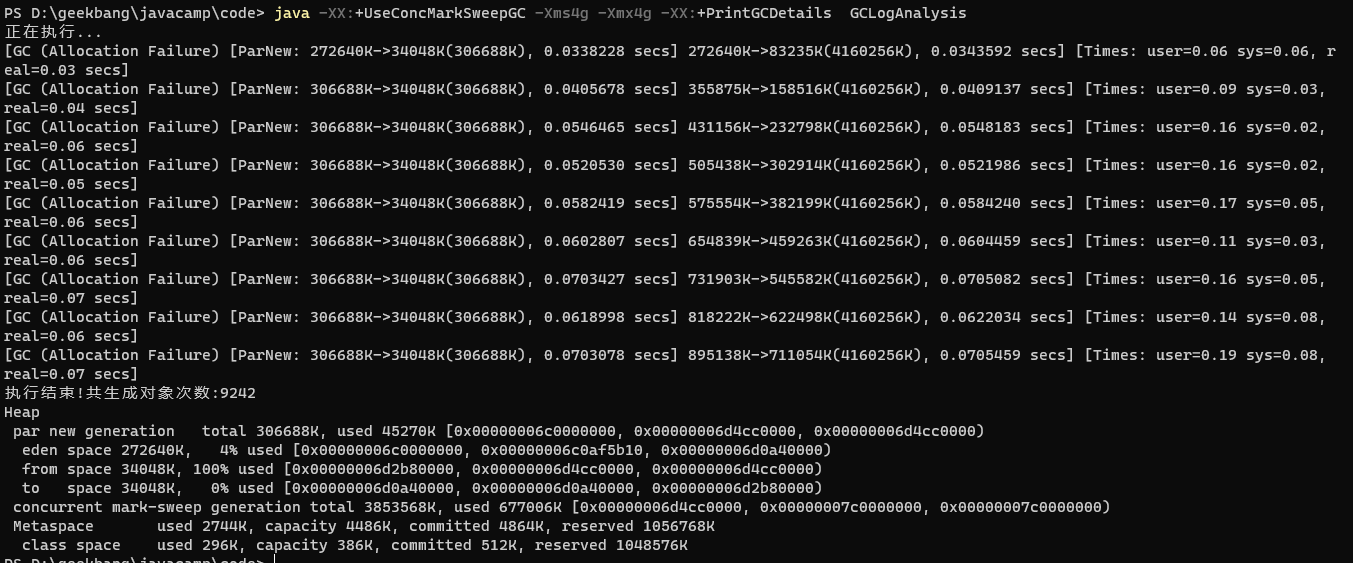 PS D:\geekbang\javacamp\code> java -XX:+UseConcMarkSweepGC -Xms4g -Xmx4g -XX:+PrintGCDetails  GCLogAnalysis
正在执行...
[GC (Allocation Failure) [ParNew: 272640K->34048K(306688K), 0.0338228 secs] 272640K->83235K(4160256K), 0.0343592 secs] [Times: user=0.06 sys=0.06, r
eal=0.03 secs]
[GC (Allocation Failure) [ParNew: 306688K->34048K(306688K), 0.0405678 secs] 355875K->158516K(4160256K), 0.0409137 secs] [Times: user=0.09 sys=0.03,
real=0.04 secs]
[GC (Allocation Failure) [ParNew: 306688K->34048K(306688K), 0.0546465 secs] 431156K->232798K(4160256K), 0.0548183 secs] [Times: user=0.16 sys=0.02,
real=0.06 secs]
[GC (Allocation Failure) [ParNew: 306688K->34048K(306688K), 0.0520530 secs] 505438K->302914K(4160256K), 0.0521986 secs] [Times: user=0.16 sys=0.02,
real=0.05 secs]
[GC (Allocation Failure) [ParNew: 306688K->34048K(306688K), 0.0582419 secs] 575554K->382199K(4160256K), 0.0584240 secs] [Times: user=0.17 sys=0.05,
real=0.06 secs]
[GC (Allocation Failure) [ParNew: 306688K->34048K(306688K), 0.0602807 secs] 654839K->459263K(4160256K), 0.0604459 secs] [Times: user=0.11 sys=0.03,
real=0.06 secs]
[GC (Allocation Failure) [ParNew: 306688K->34048K(306688K), 0.0703427 secs] 731903K->545582K(4160256K), 0.0705082 secs] [Times: user=0.16 sys=0.05,
real=0.07 secs]
[GC (Allocation Failure) [ParNew: 306688K->34048K(306688K), 0.0618998 secs] 818222K->622498K(4160256K), 0.0622034 secs] [Times: user=0.14 sys=0.08,
real=0.06 secs]
[GC (Allocation Failure) [ParNew: 306688K->34048K(306688K), 0.0703078 secs] 895138K->711054K(4160256K), 0.0705459 secs] [Times: user=0.19 sys=0.08,
real=0.07 secs]
执行结束!共生成对象次数:9242
Heap
 par new generation   total 306688K, used 45270K [0x00000006c0000000, 0x00000006d4cc0000, 0x00000006d4cc0000)
  eden space 272640K,   4% used [0x00000006c0000000, 0x00000006c0af5b10, 0x00000006d0a40000)
  from space 34048K, 100% used [0x00000006d2b80000, 0x00000006d4cc0000, 0x00000006d4cc0000)
  to   space 34048K,   0% used [0x00000006d0a40000, 0x00000006d0a40000, 0x00000006d2b80000)
 concurrent mark-sweep generation total 3853568K, used 677006K [0x00000006d4cc0000, 0x00000007c0000000, 0x00000007c0000000)
 Metaspace       used 2744K, capacity 4486K, committed 4864K, reserved 1056768K
  class space    used 296K, capacity 386K, committed 512K, reserved 1048576K
PS D:\geekbang\javacamp\code>